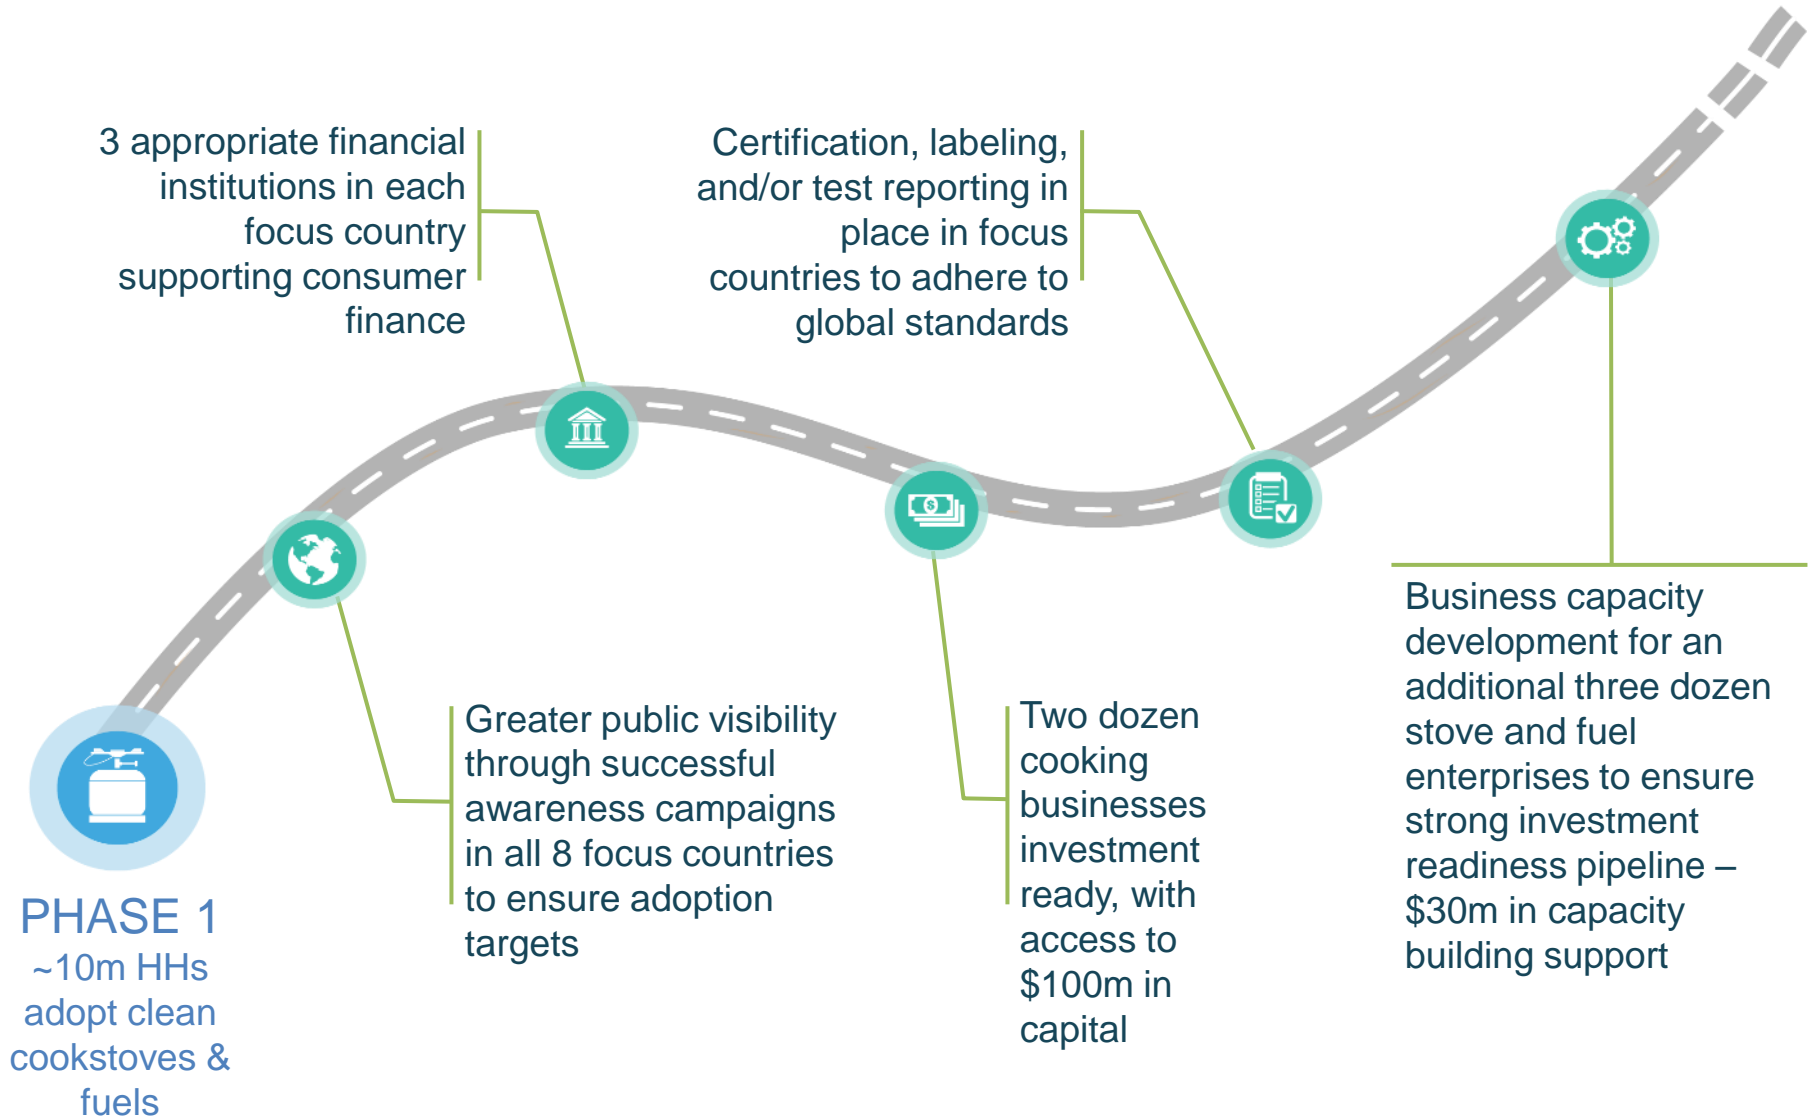 3 appropriate financial
institutions in each
focus country
supporting consumer
finance
Certification, labeling,
and/or test reporting in
place in focus
countries to adhere to
global standards
PHASE 1
~10m HHs
adopt clean
cookstoves &
fuels
Greater public visibility
through successful
awareness campaigns
in all 8 focus countries
to ensure adoption
targets
Two dozen
cooking
businesses
investment
ready, with
access to
$100m in
capital
Business capacity
development for an
additional three dozen
stove and fuel
enterprises to ensure
strong investment
readiness pipeline –
$30m in capacity
building support
$